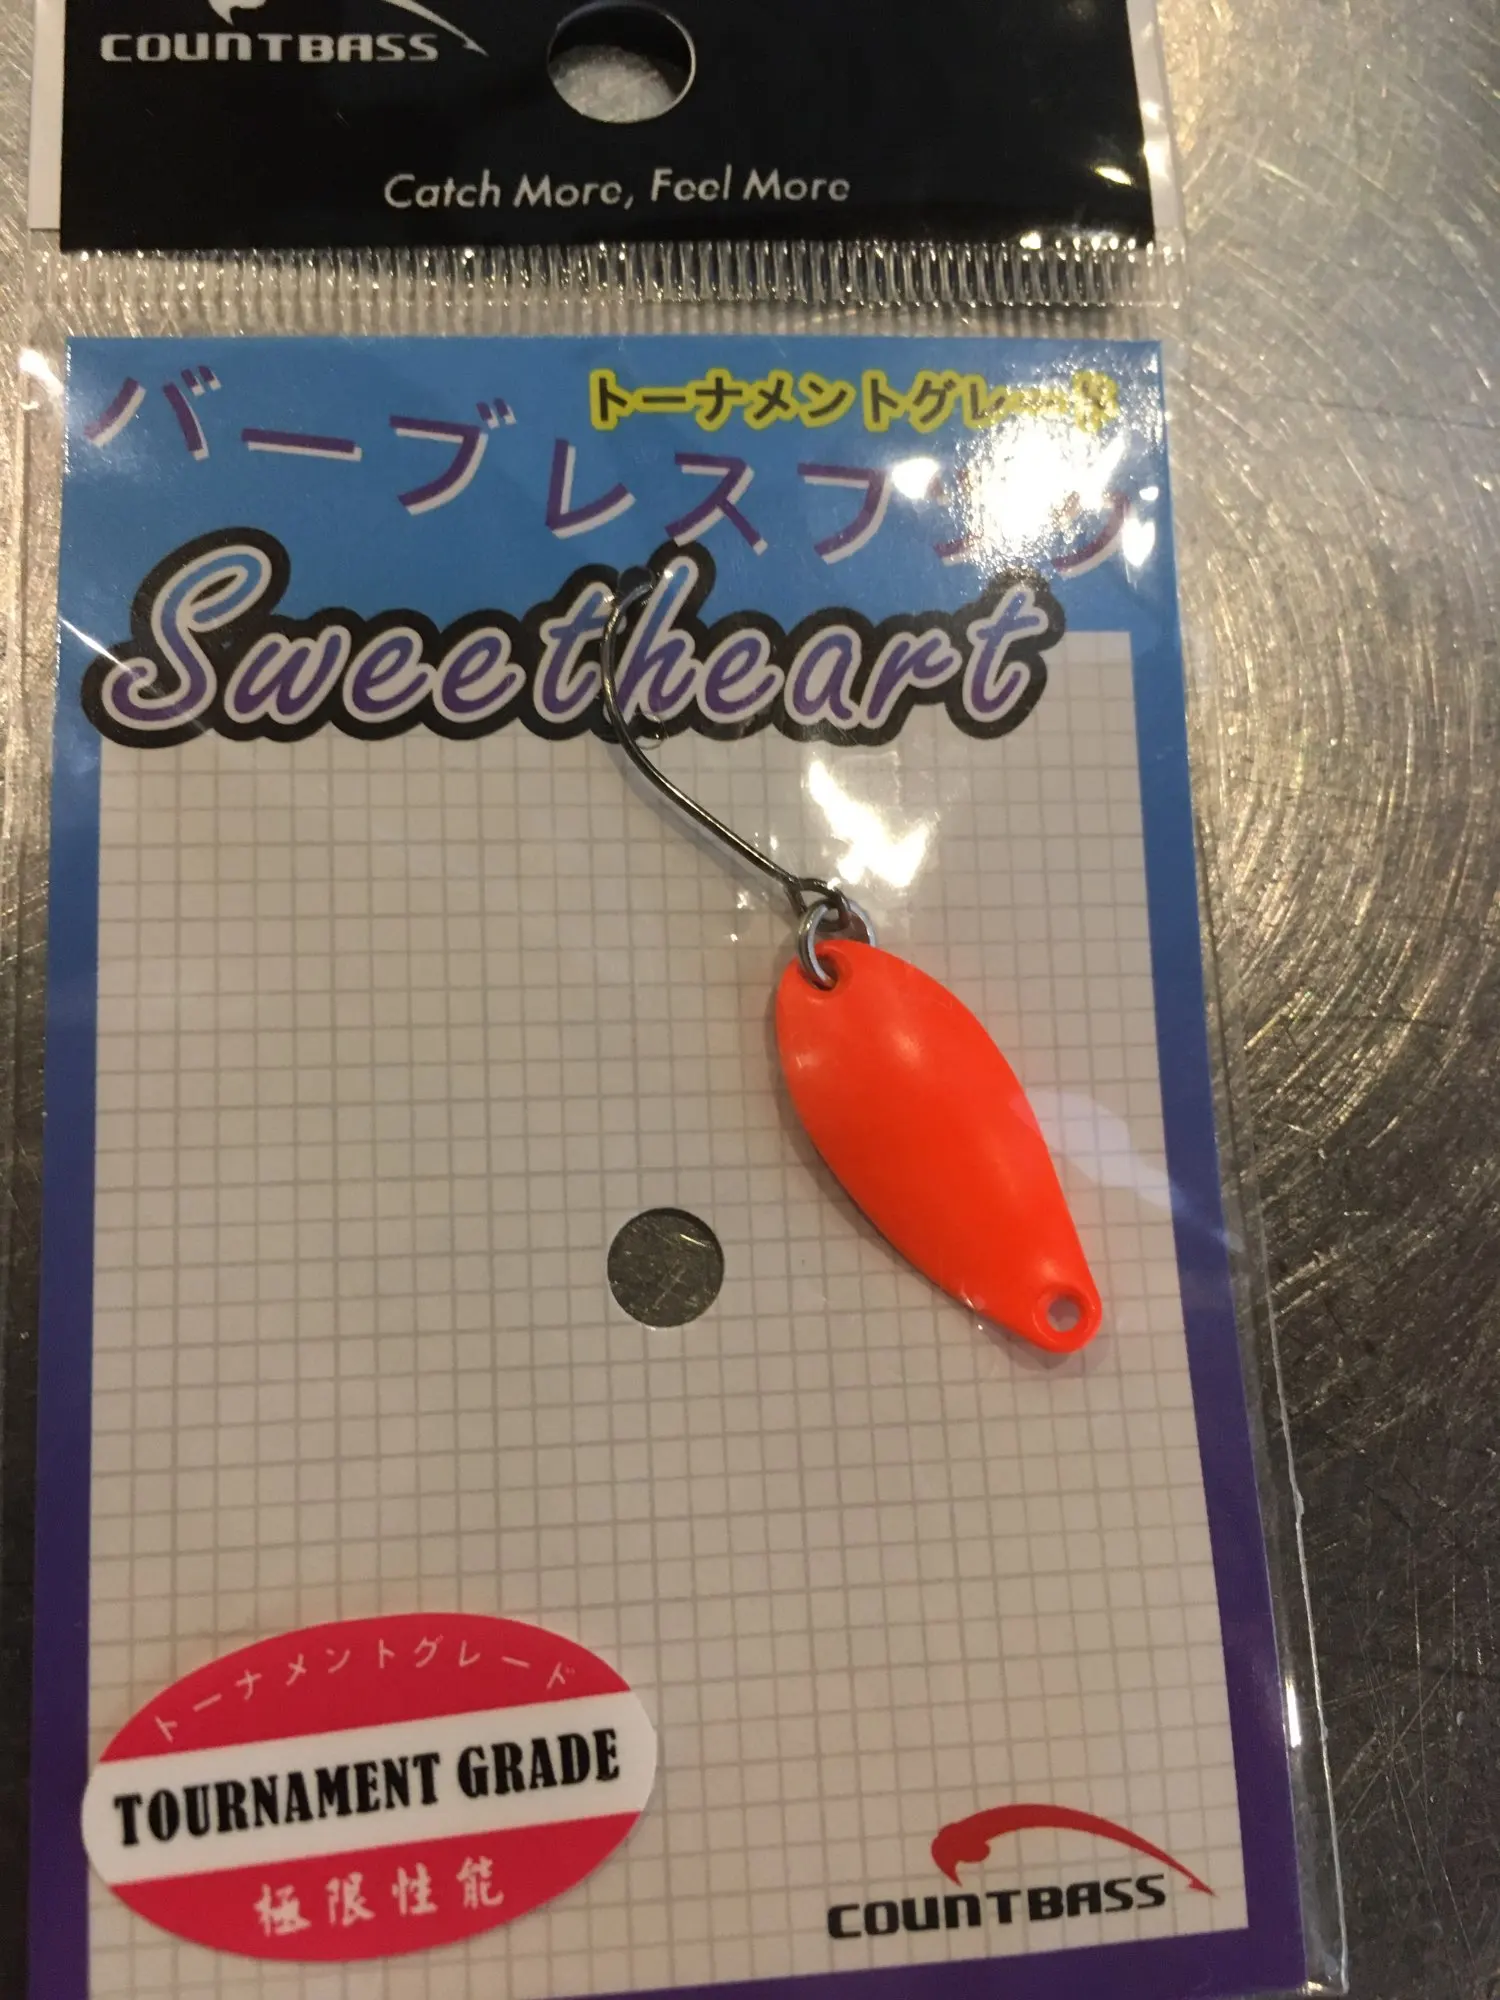 COUNTBASS
Catch More, Feel More
トーナメントグレード
バーブレスフック
Sweetheart
トーナメントグレード
TOURNAMENT GRADE
極限性能
COUNTBASS